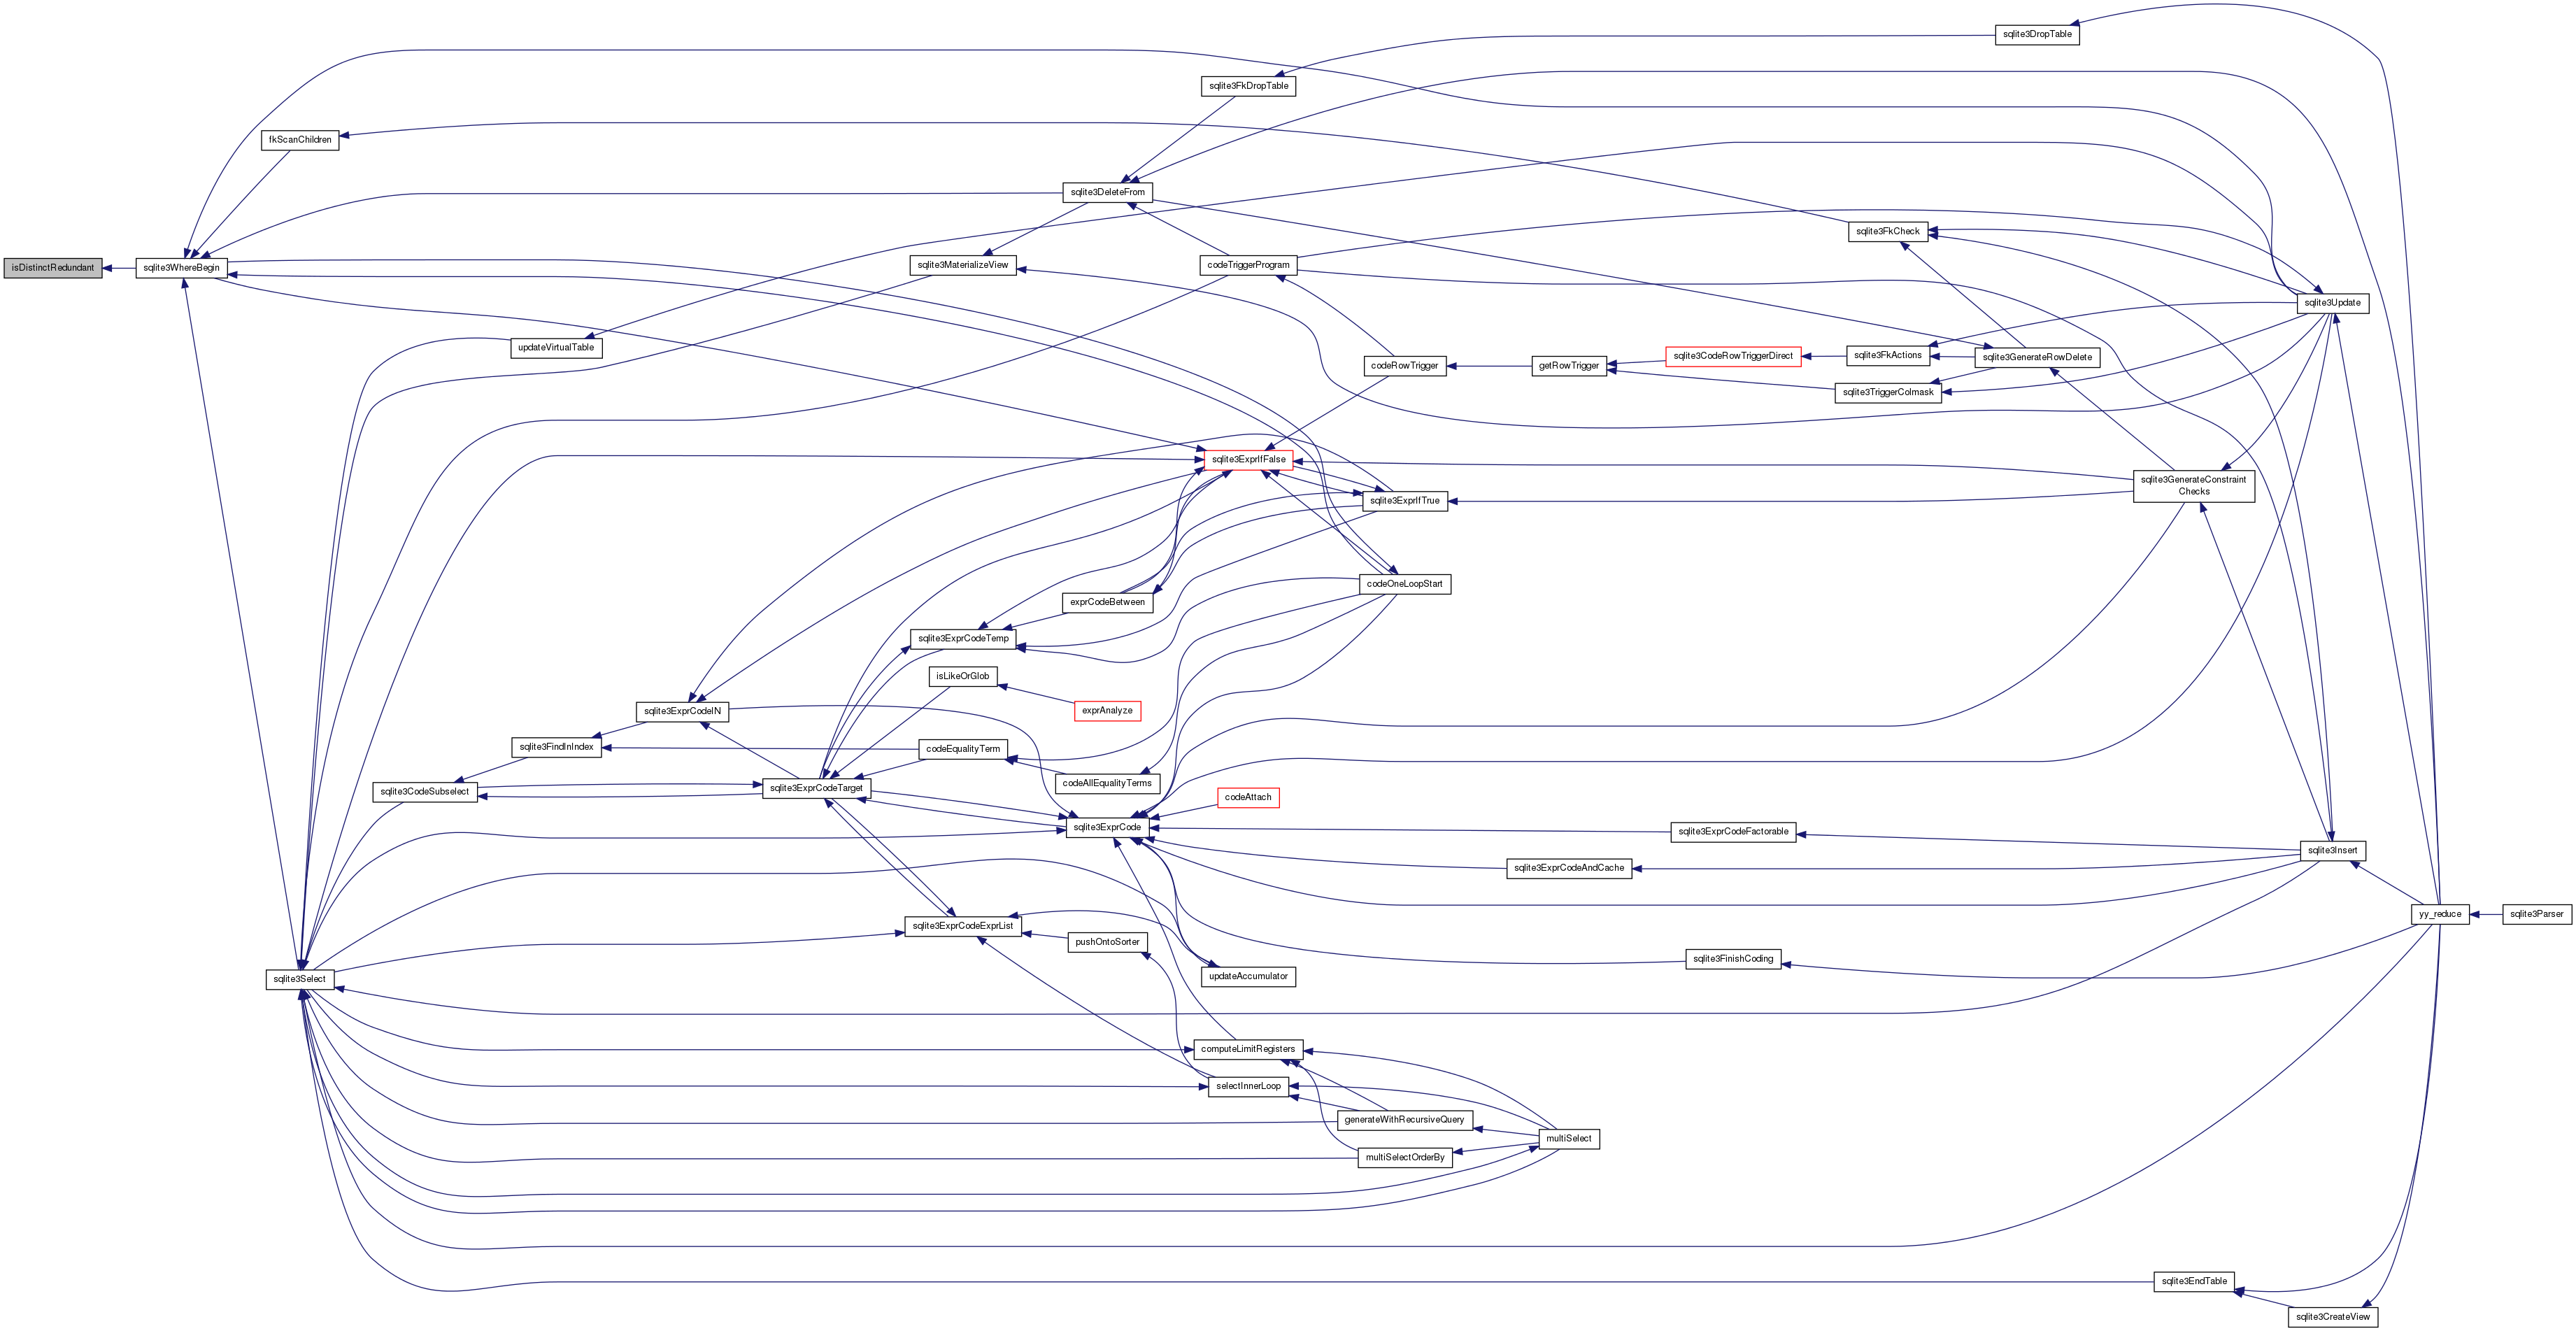 sqlite3DropTable
sqlite3FkDropTable
fkScanChildren
sqlite3DeleteFrom
sqlite3FkCheck
isDistinctRedundant
sqlite3WhereBegin
sqlite3MaterializeView
codeTriggerProgram
sqlite3Update
updateVirtualTable
codeRowTrigger
getRowTrigger
sqlite3CodeRowTriggerDirect
sqlite3FkActions
sqlite3GenerateRowDelete
sqlite3TriggerColmask
sqlite3ExprIfFalse
sqlite3ExprIfTrue
sqlite3GenerateConstraint
Checks
codeOneLoopStart
exprCodeBetween
sqlite3ExprCodeTemp
isLikeOrGlob
exprAnalyze
sqlite3ExprCodeIN
sqlite3FindInIndex
codeEqualityTerm
codeAllEqualityTerms
sqlite3CodeSubselect
sqlite3ExprCodeTarget
codeAttach
sqlite3ExprCode
sqlite3ExprCodeFactorable
sqlite3Insert
sqlite3ExprCodeAndCache
yy_reduce
sqlite3Parser
sqlite3ExprCodeExprList
pushOntoSorter
sqlite3FinishCoding
sqlite3Select
updateAccumulator
computeLimitRegisters
selectInnerLoop
generateWithRecursiveQuery
multiSelect
multiSelectOrderBy
sqlite3EndTable
sqlite3CreateView